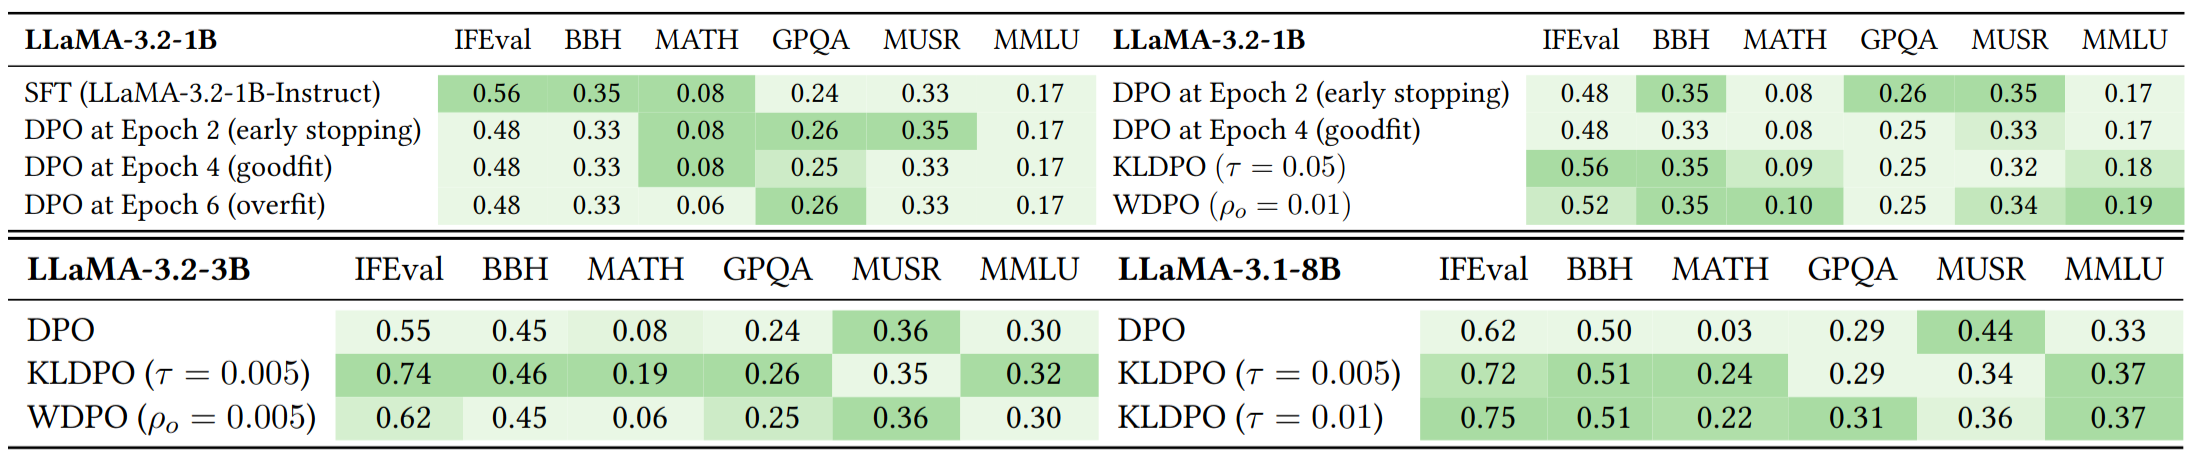 LLaMA-3.2-1B IFEval BBH MATH GPQA MUSR MMLU
SFT (LLaMA-3.2-1B-Instruct) 0.56 0.35 0.08 0.24 0.33 0.17
DPO at Epoch 2 (early stopping) 0.48 0.33 0.08 0.26 0.35 0.17
DPO at Epoch 4 (goodfit) 0.48 0.33 0.08 0.25 0.33 0.17
DPO at Epoch 6 (overfit) 0.48 0.33 0.06 0.26 0.33 0.17
LLaMA-3.2-1B IFEval BBH MATH GPQA MUSR MMLU
DPO at Epoch 2 (early stopping) 0.48 0.35 0.08 0.26 0.35 0.17
DPO at Epoch 4 (goodfit) 0.48 0.33 0.08 0.25 0.33 0.17
KLDPO (τ = 0.05) 0.56 0.35 0.09 0.25 0.32 0.18
WDPO (ρₒ = 0.01) 0.52 0.35 0.10 0.25 0.34 0.19
LLaMA-3.2-3B IFEval BBH MATH GPQA MUSR MMLU
DPO 0.55 0.45 0.08 0.24 0.36 0.30
KLDPO (τ = 0.005) 0.74 0.46 0.19 0.26 0.35 0.32
WDPO (ρₒ = 0.005) 0.62 0.45 0.06 0.25 0.36 0.30
LLaMA-3.1-8B IFEval BBH MATH GPQA MUSR MMLU
DPO 0.62 0.50 0.03 0.29 0.44 0.33
KLDPO (τ = 0.005) 0.72 0.51 0.24 0.29 0.34 0.37
KLDPO (τ = 0.01) 0.75 0.51 0.22 0.31 0.36 0.37